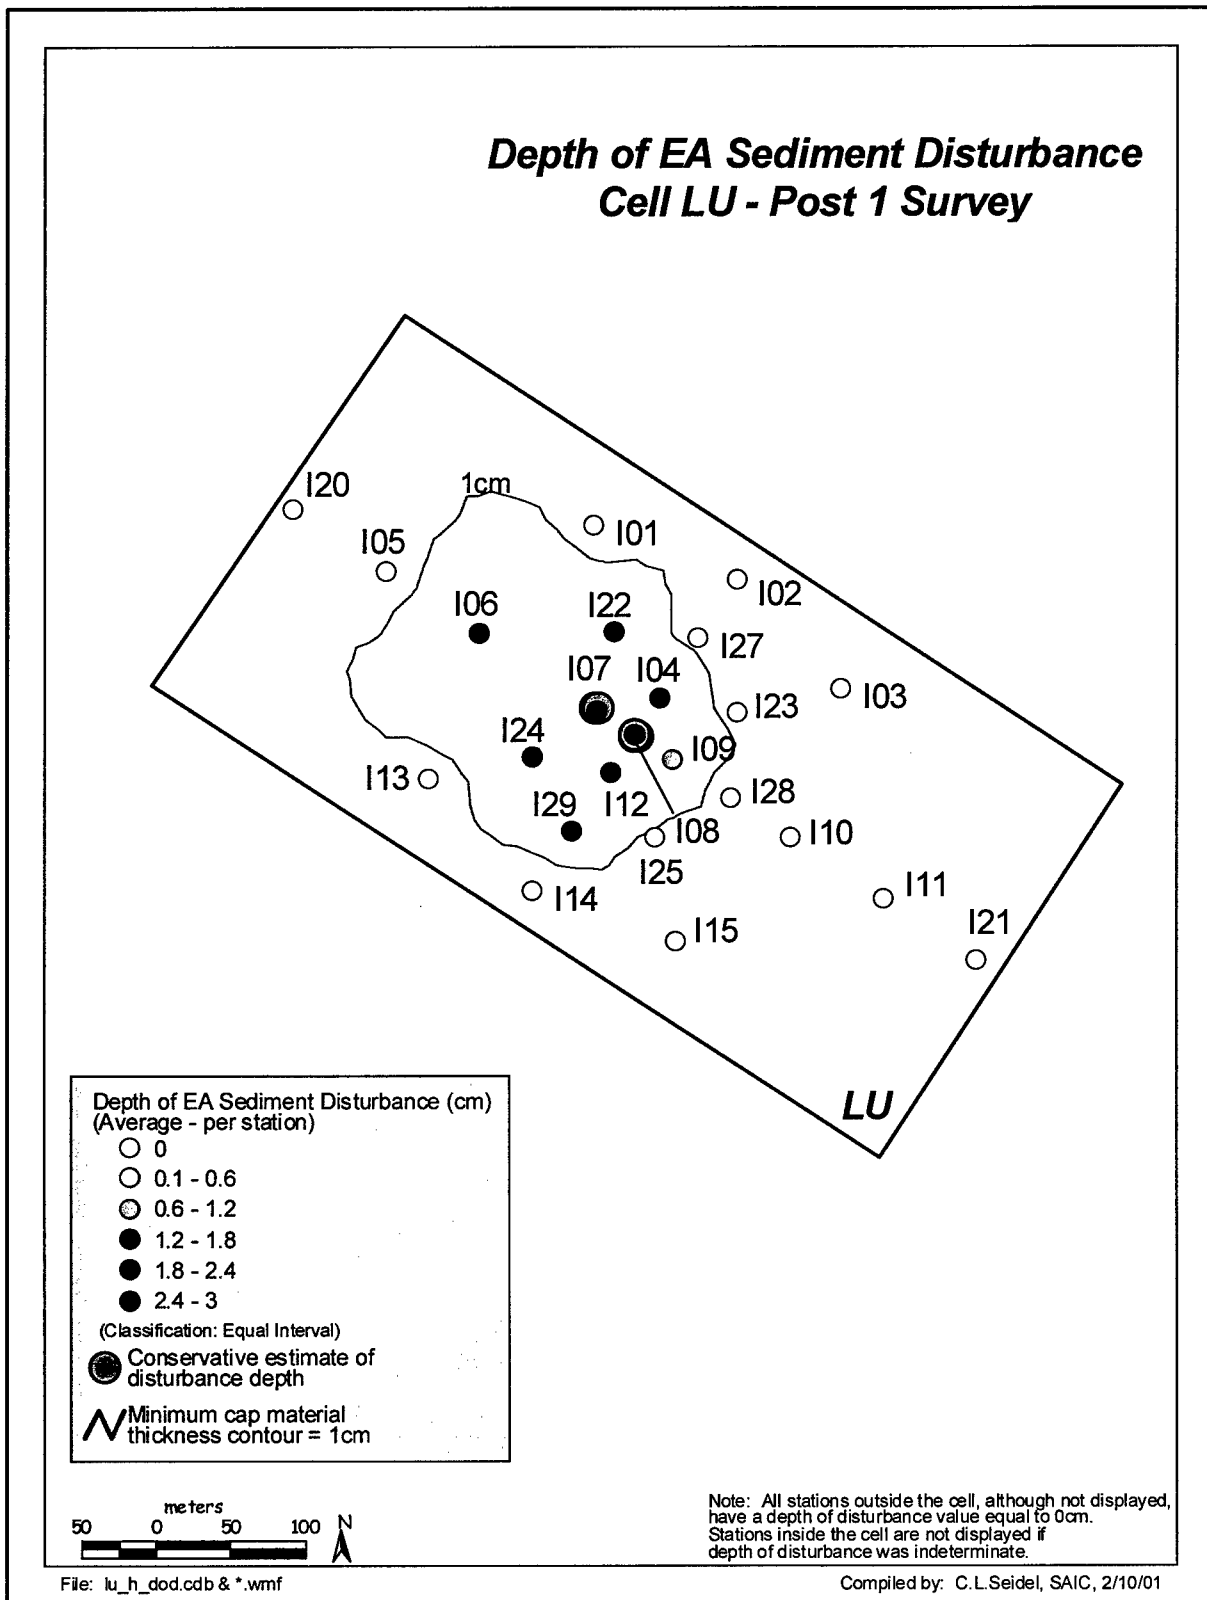 Depth of EA Sediment Disturbance
Cell LU - Post 1 Survey
I20
1cm
I01
I05
I02
I06
I22
I27
I07
I04
I03
I23
I24
I09
I13
I28
I29
I12
I08
I10
I25
I14
I11
I15
I21
LU
Depth of EA Sediment Disturbance (cm)
(Average - per station)
0
0.1 - 0.6
0.6 - 1.2
1.2 - 1.8
1.8 - 2.4
2.4 - 3
(Classification: Equal Interval)
Conservative estimate of
disturbance depth
Minimum cap material
thickness contour = 1cm
meters
50 0 50 100
N
Note: All stations outside the cell, although not displayed,
have a depth of disturbance value equal to 0cm.
Stations inside the cell are not displayed if
depth of disturbance was indeterminate.
File: lu_h_dod.cdb & *.wmf
Compiled by: C.L.Seidel, SAIC, 2/10/01